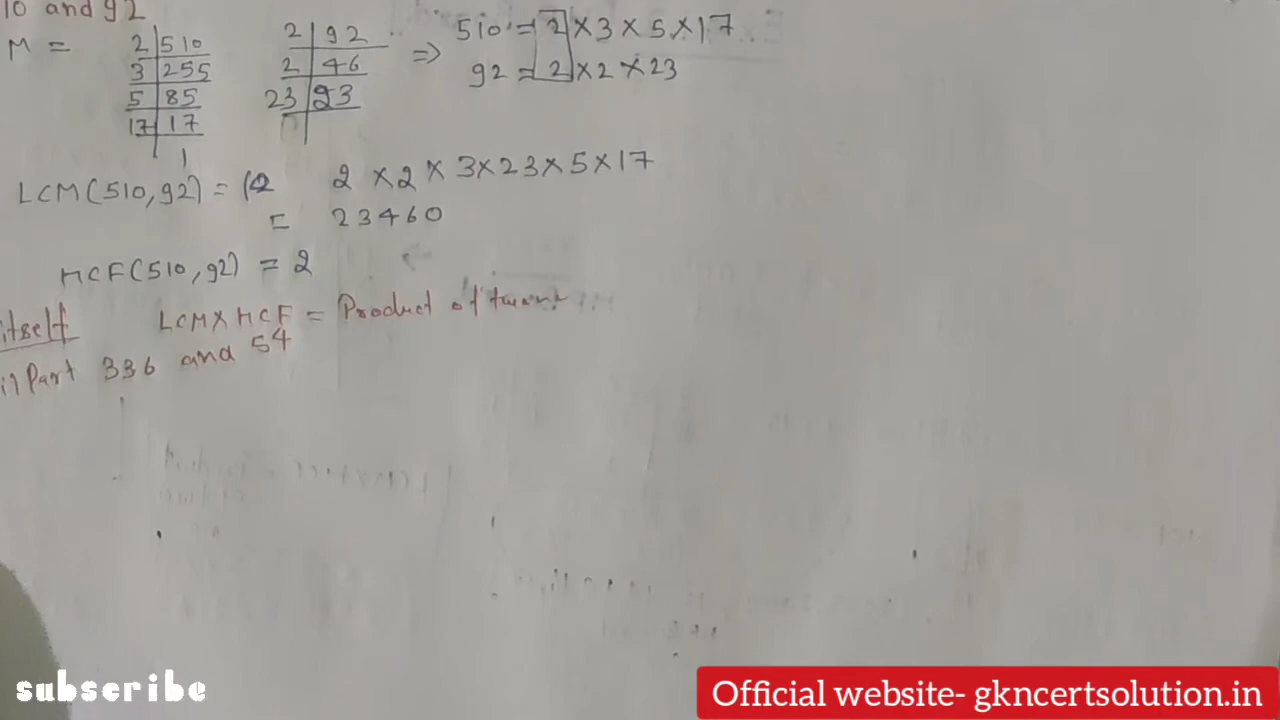 10 and 92
M = 2 510 2 92 => 510 = 2 × 3 × 5 × 17
3 255 2 46 92 = 2 × 2 × 23
5 85 23 23
17 17
1
LCM (510, 92) = 2 × 2 × 3 × 23 × 5 × 17
= 23460
HCF (510, 92) = 2
itself LCM × HCF = Product of
i) Part 336 and 54
subscribe
Official website- gkncertsolution.in